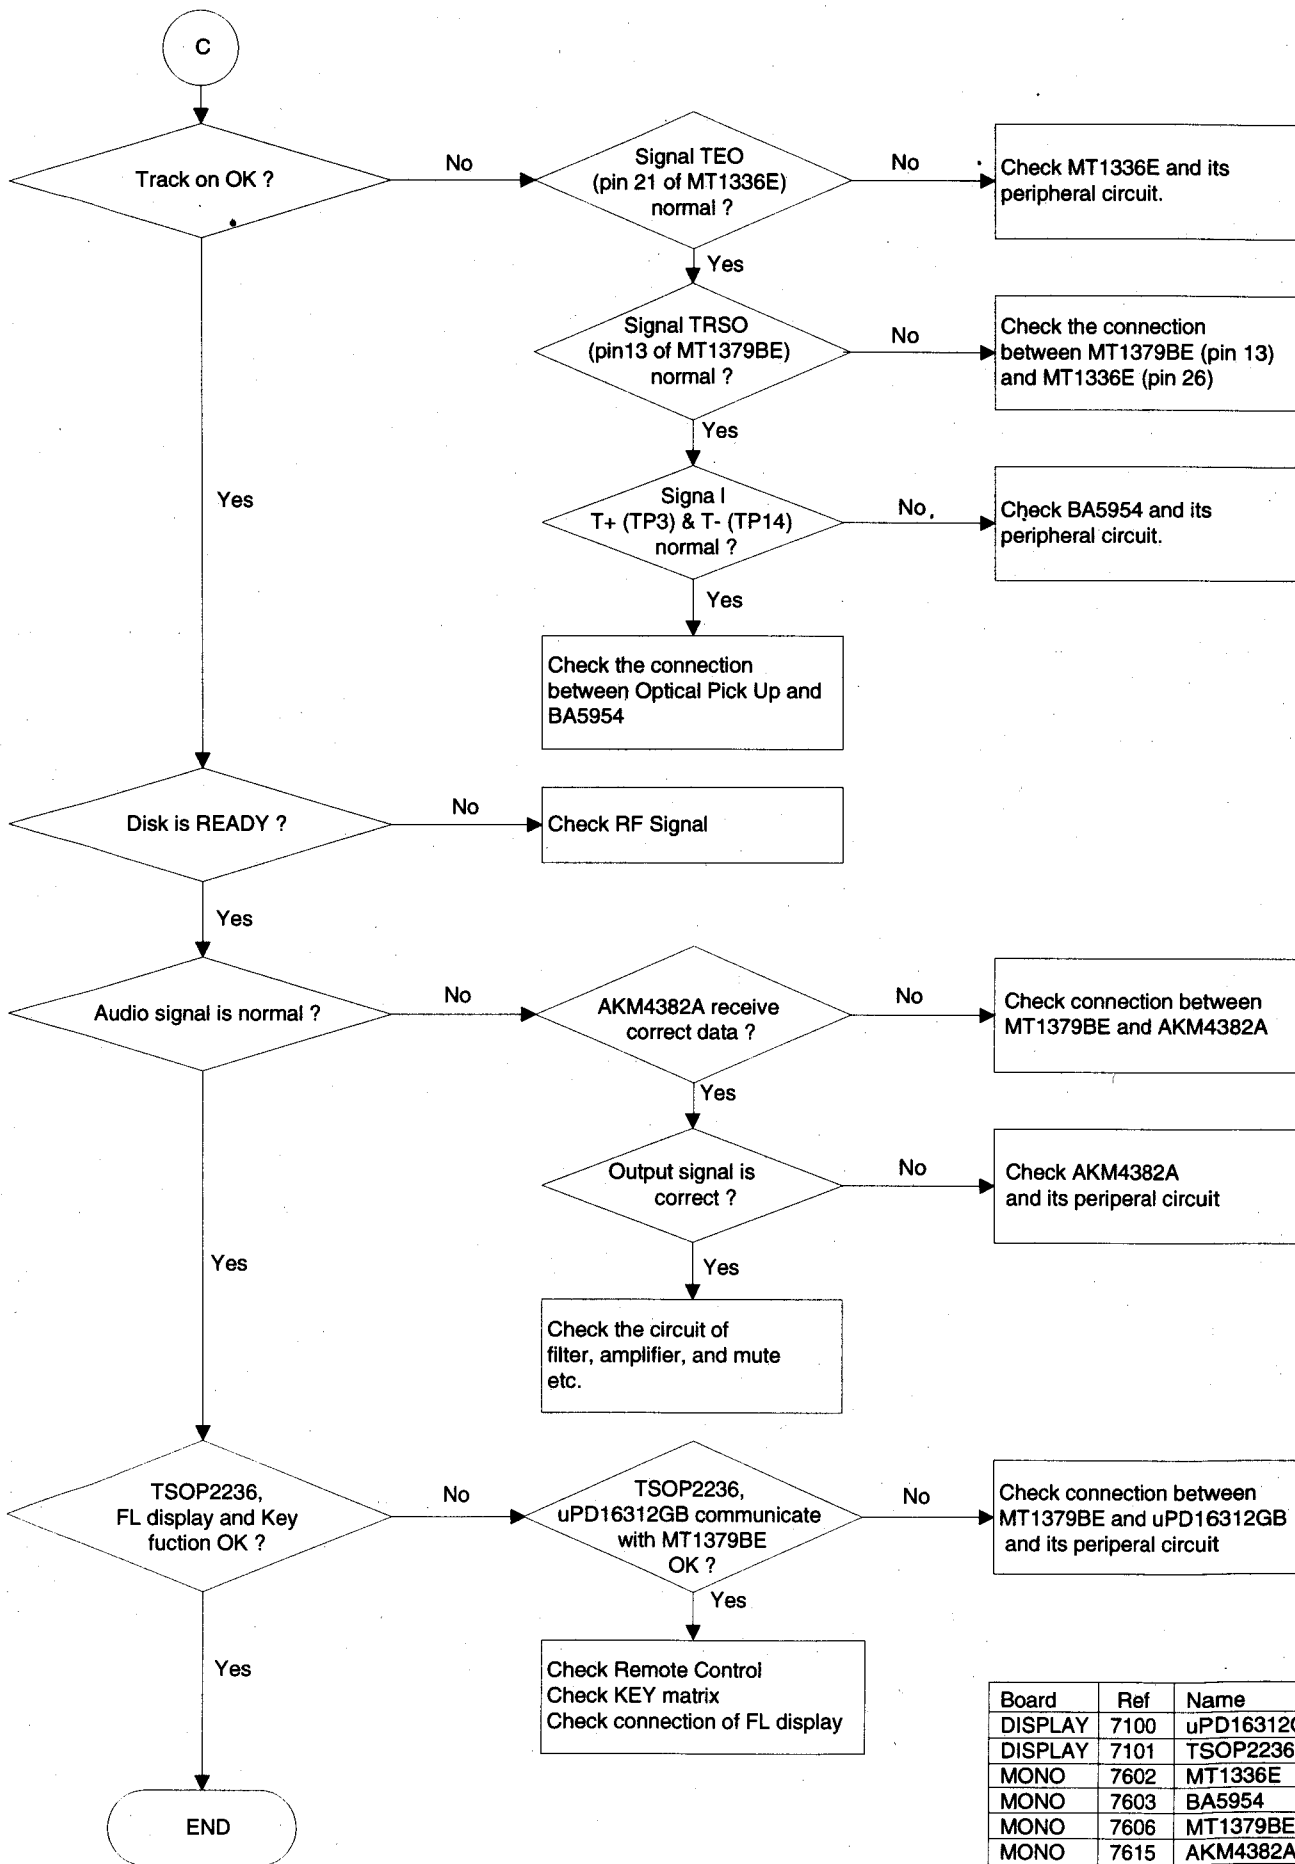 C
Track on OK ?
No
Signal TEO
(pin 21 of MT1336E)
normal ?
No
Check MT1336E and its
peripheral circuit.
Yes
Signal TRSO
(pin13 of MT1379BE)
normal ?
No
Check the connection
between MT1379BE (pin 13)
and MT1336E (pin 26)
Yes
Yes
Signa l
T+ (TP3) & T- (TP14)
normal ?
No
Check BA5954 and its
peripheral circuit.
Yes
Check the connection
between Optical Pick Up and
BA5954
Disk is READY ?
No
Check RF Signal
Yes
Audio signal is normal ?
No
AKM4382A receive
correct data ?
No
Check connection between
MT1379BE and AKM4382A
Yes
Output signal is
correct ?
No
Check AKM4382A
and its periperal circuit
Yes
Yes
Check the circuit of
filter, amplifier, and mute
etc.
TSOP2236,
FL display and Key
fuction OK ?
No
TSOP2236,
uPD16312GB communicate
with MT1379BE
OK ?
No
Check connection between
MT1379BE and uPD16312GB
and its periperal circuit
Yes
Yes
Check Remote Control
Check KEY matrix
Check connection of FL display
END
Board Ref Name
DISPLAY 7100 uPD16312
DISPLAY 7101 TSOP2236
MONO 7602 MT1336E
MONO 7603 BA5954
MONO 7606 MT1379BE
MONO 7615 AKM4382A